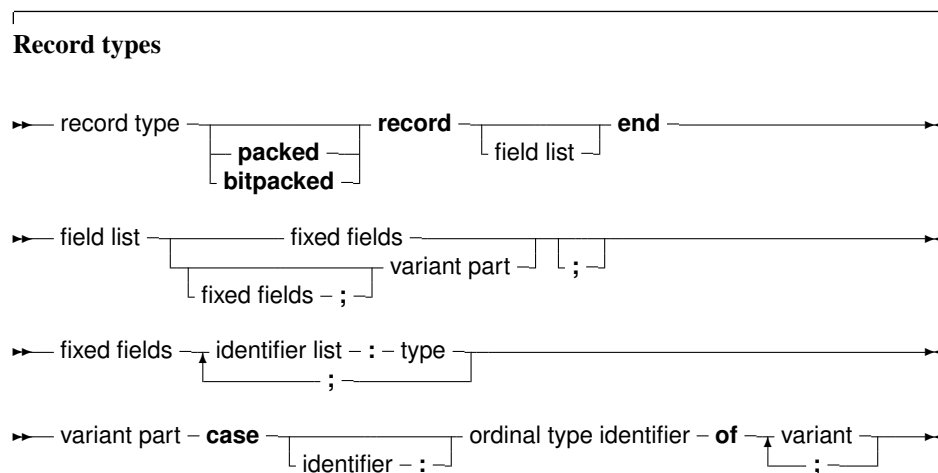 Record types
record type record end
packed field list
bitpacked
field list fixed fields
variant part ;
fixed fields ;
fixed fields identifier list : type
;
variant part case ordinal type identifier of variant
identifier : ;